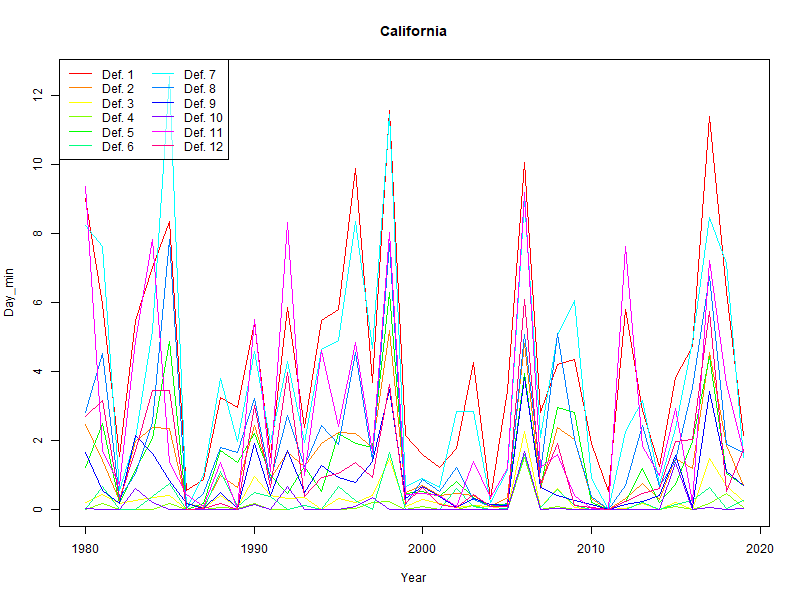 California
Def. 1 Def. 7
Def. 2 Def. 8
Def. 3 Def. 9
Def. 4 Def. 10
Def. 5 Def. 11
Def. 6 Def. 12
12
10
8
6
4
2
0
Day_min
1980 1990 2000 2010 2020
Year